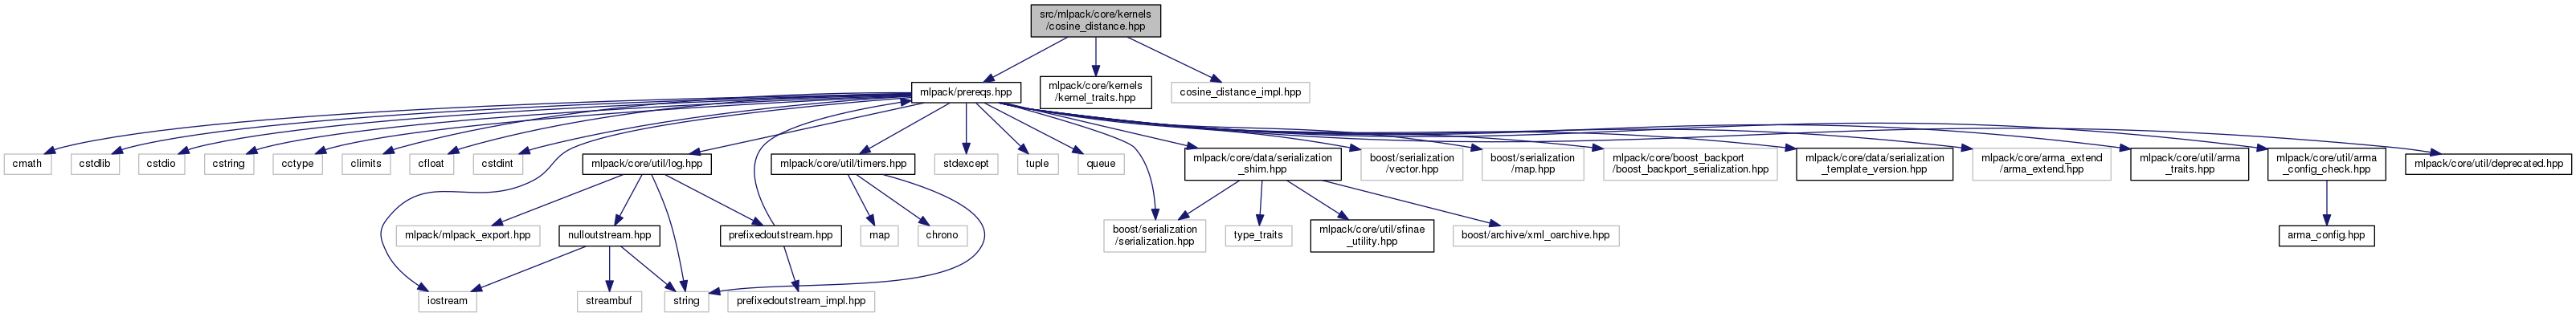 src/mlpack/core/kernels
/cosine_distance.hpp
mlpack/prereqs.hpp
mlpack/core/kernels
/kernel_traits.hpp
cosine_distance_impl.hpp
cmath
cstdlib
cstdio
cstring
cctype
climits
cfloat
cstdint
mlpack/core/util/log.hpp
mlpack/core/util/timers.hpp
stdexcept
tuple
queue
mlpack/core/data/serialization
_shim.hpp
boost/serialization
/vector.hpp
boost/serialization
/map.hpp
mlpack/core/boost_backport
/boost_backport_serialization.hpp
mlpack/core/data/serialization
_template_version.hpp
mlpack/core/arma_extend
/arma_extend.hpp
mlpack/core/util/arma
_traits.hpp
mlpack/core/util/arma
_config_check.hpp
mlpack/core/util/deprecated.hpp
mlpack/mlpack_export.hpp
nulloutstream.hpp
prefixedoutstream.hpp
map
chrono
boost/serialization
/serialization.hpp
type_traits
mlpack/core/util/sfinae
_utility.hpp
boost/archive/xml_oarchive.hpp
arma_config.hpp
iostream
streambuf
string
prefixedoutstream_impl.hpp